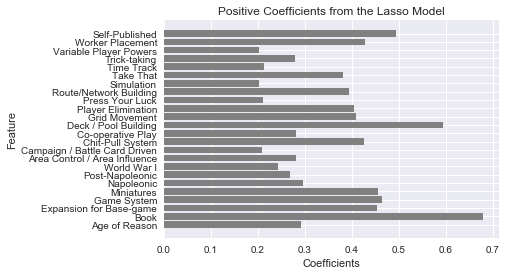 Positive Coefficients from the Lasso Model
Self-Published
Worker Placement
Variable Player Powers
Trick-taking
Time Track
Take That
Simulation
Route/Network Building
Press Your Luck
Player Elimination
Grid Movement
Deck / Pool Building
Co-operative Play
Chit-Pull System
Campaign / Battle Card Driven
Area Control / Area Influence
World War I
Post-Napoleonic
Napoleonic
Miniatures
Game System
Expansion for Base-game
Book
Age of Reason
Feature
0.0 0.1 0.2 0.3 0.4 0.5 0.6 0.7
Coefficients